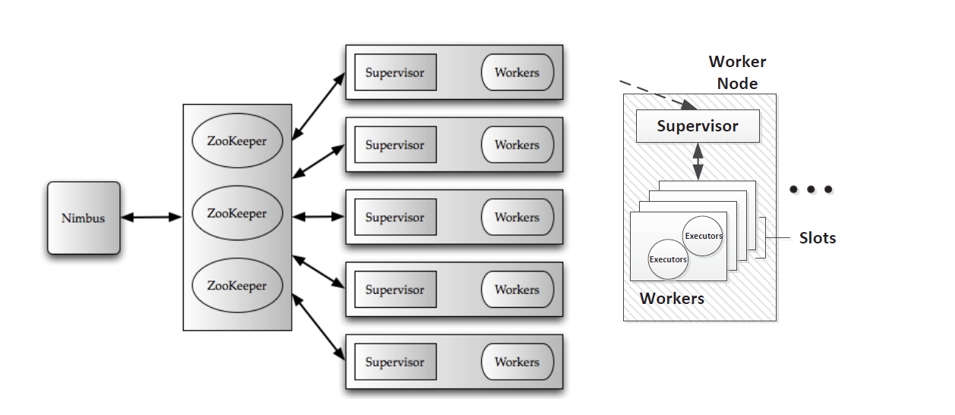 Nimbus
ZooKeeper
ZooKeeper
ZooKeeper
Supervisor Workers
Supervisor Workers
Supervisor Workers
Supervisor Workers
Supervisor Workers
Worker
Node
Supervisor
Executors
Executors
Slots
Workers